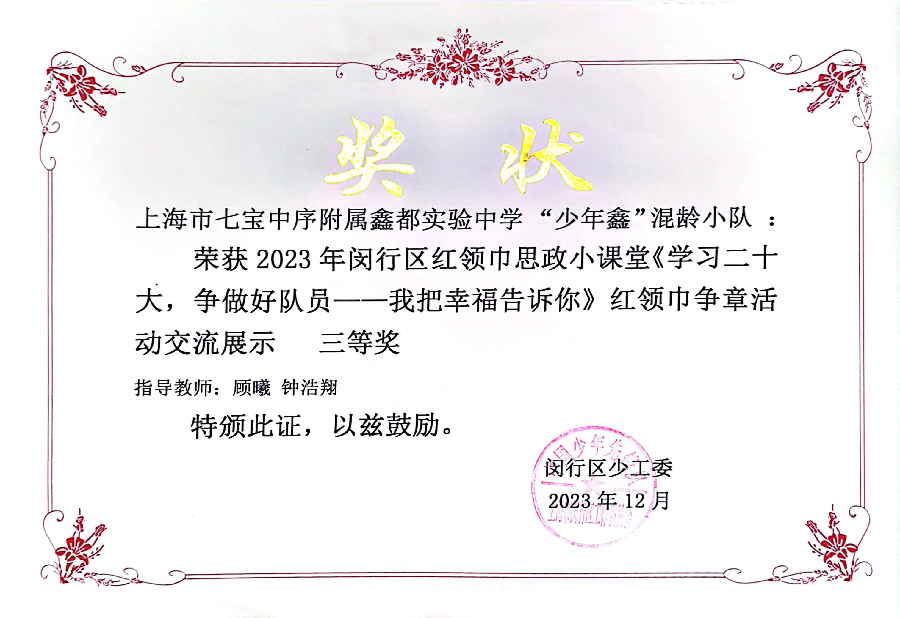 奖 状
上海市七宝中序附属鑫都实验中学“少年鑫”混龄小队：
荣获 2023 年闵行区红领巾思政小课堂《学习二十
大，争做好队员——我把幸福告诉你》红领巾争章活
动交流展示 三等奖
指导教师：顾曦 钟浩翔
特颁此证，以兹鼓励。
闵行区少工委
2023 年 12 月